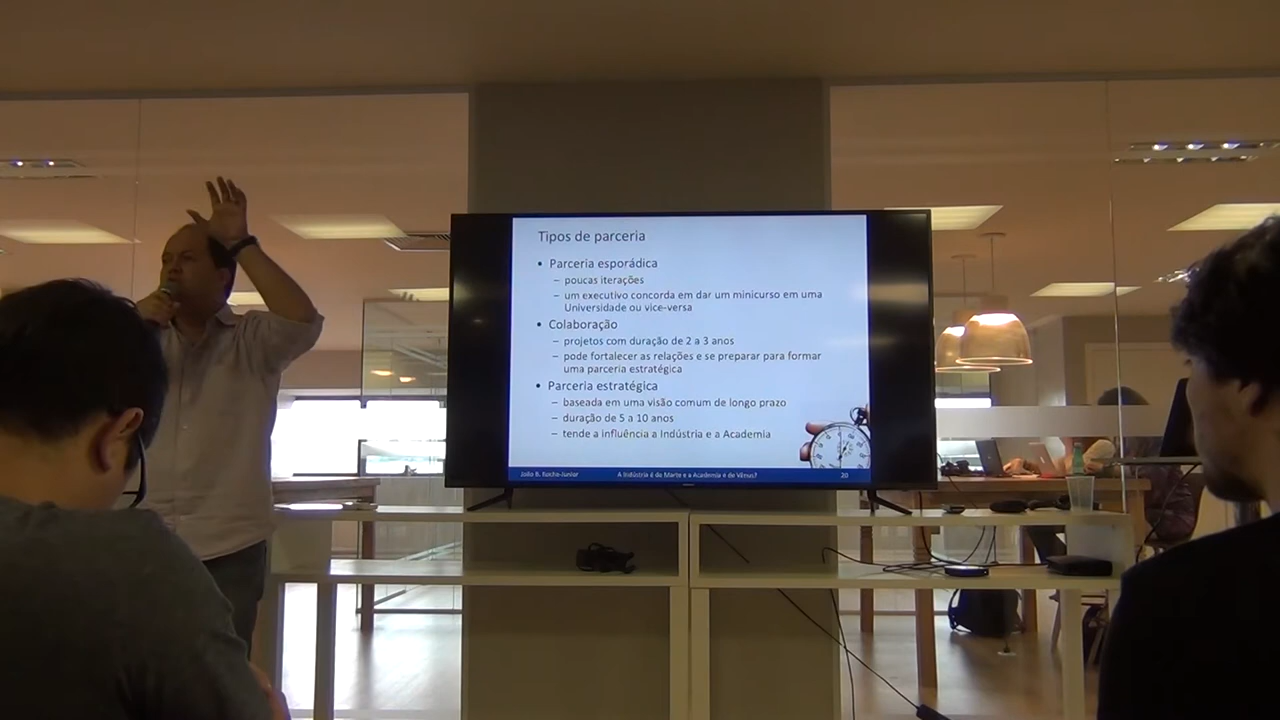 Tipos de parceria
• Parceria esporádica
– poucas iterações
– um executivo concorda em dar um minicurso em uma
Universidade ou vice-versa
• Colaboração
– projetos com duração de 2 a 3 anos
– pode fortalecer as relações e se preparar para formar
uma parceria estratégica
• Parceria estratégica
– baseada em uma visão comum de longo prazo
– duração de 5 a 10 anos
– tende a influência a Indústria e a Academia
João B. Rocha-Junior
A Indústria é de Marte e a Academia é de Vênus?
20